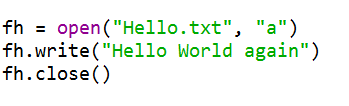 fh = open("Hello.txt", "a")
fh.write("Hello World again")
fh.close()